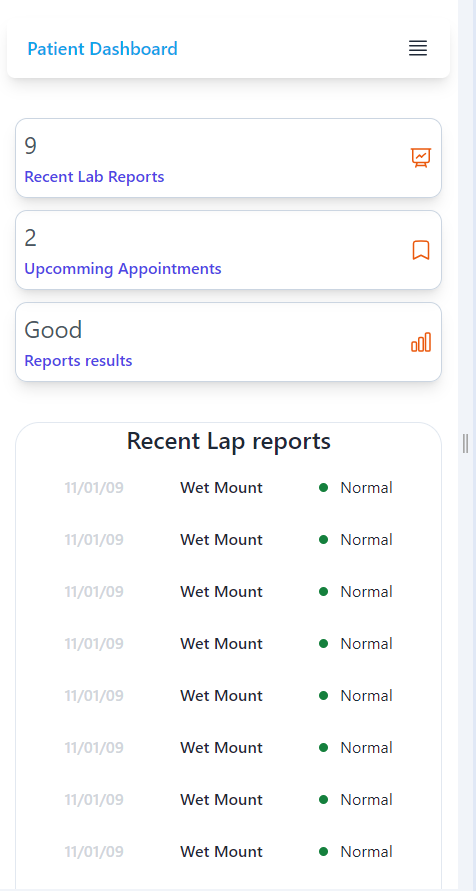 Patient Dashboard
9
Recent Lab Reports
2
Upcomming Appointments
Good
Reports results
Recent Lap reports
11/01/09 Wet Mount Normal
11/01/09 Wet Mount Normal
11/01/09 Wet Mount Normal
11/01/09 Wet Mount Normal
11/01/09 Wet Mount Normal
11/01/09 Wet Mount Normal
11/01/09 Wet Mount Normal
11/01/09 Wet Mount Normal